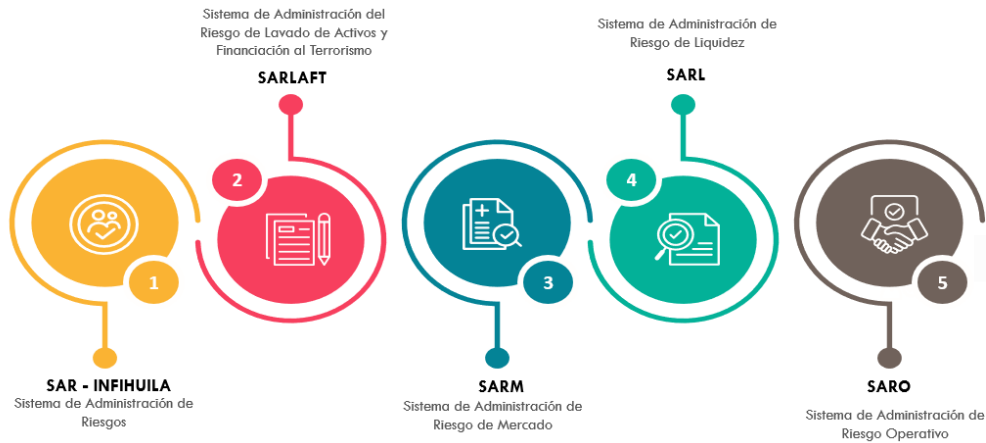 1
SAR - INFIHUILA
Sistema de Administración de
Riesgos
Sistema de Administración del
Riesgo de Lavado de Activos y
Financiación al Terrorismo
SARLAFT
2
3
SARM
Sistema de Administración de
Riesgo de Mercado
Sistema de Administración de
Riesgo de Liquidez
SARL
4
5
SARO
Sistema de Administración de
Riesgo Operativo